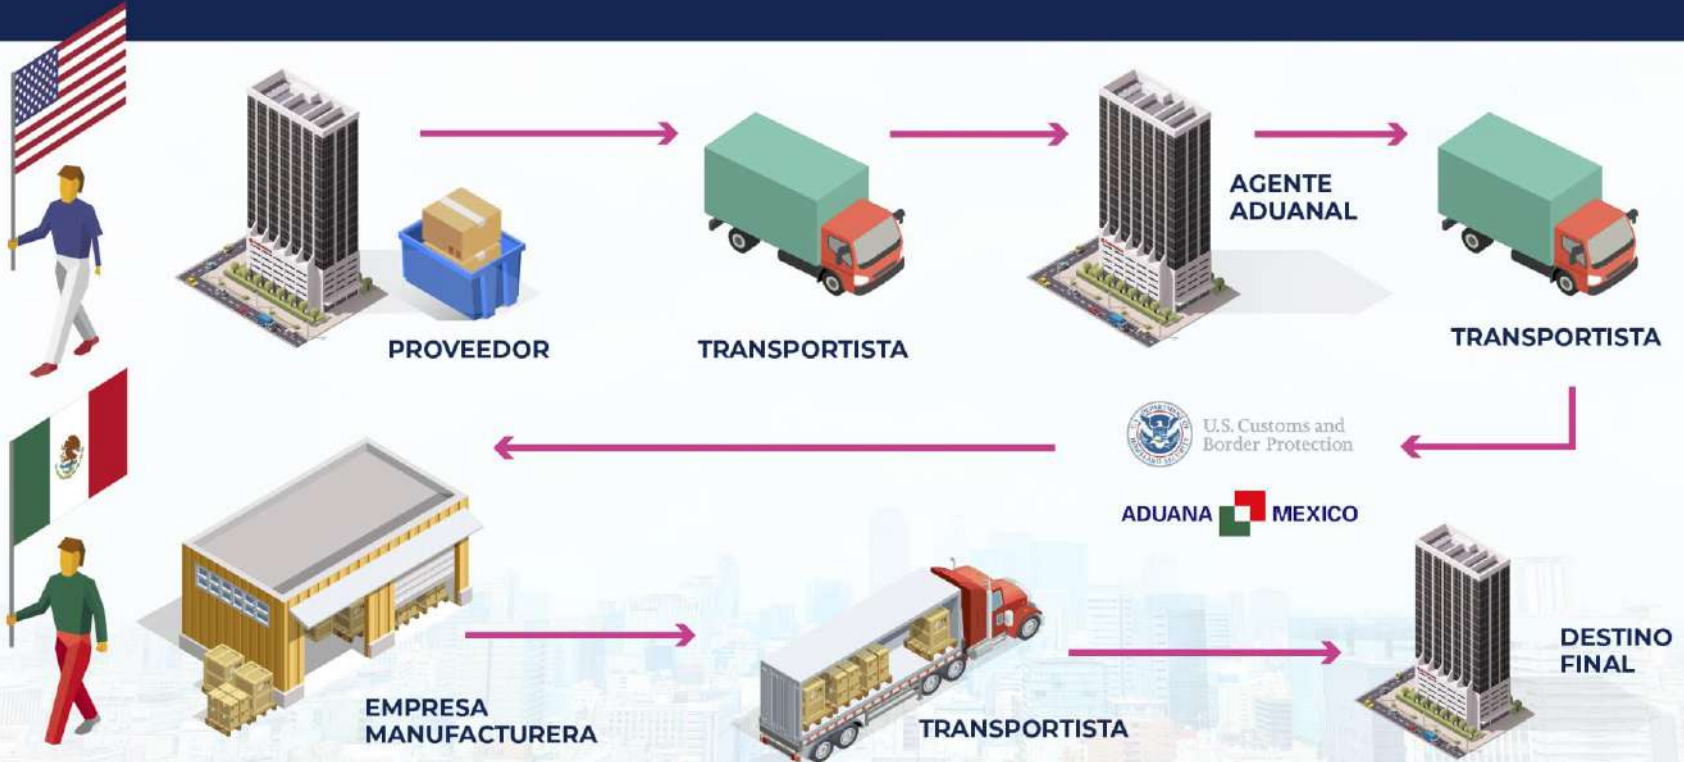 AGENTE
ADUANAL
PROVEEDOR
TRANSPORTISTA
TRANSPORTISTA
U.S. Customs and
Border Protection
ADUANA MEXICO
DESTINO
FINAL
EMPRESA
MANUFACTURERA
TRANSPORTISTA